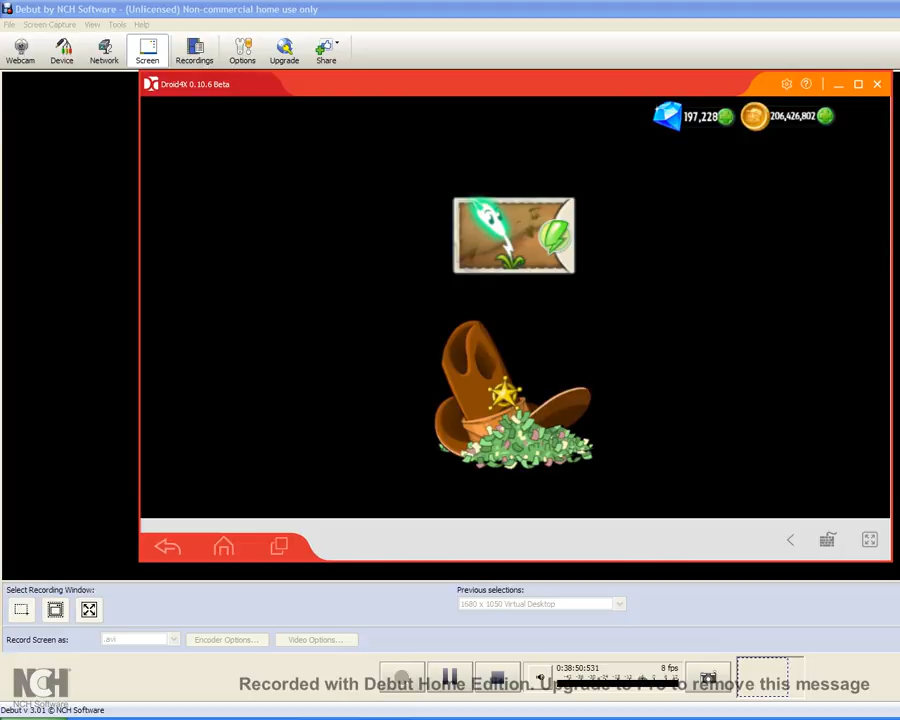 Debut by NCH Software - (Unlicensed) Non-commercial home use only
File Screen Capture View Tools Help
Webcam Device Network Screen Recordings Options Upgrade Share
Droid4X 0.10.6 Beta
197,228 206,426,802
Select Recording Window:
Previous selections:
1680 x 1050 Virtual Desktop
Record Screen as: .avi Encoder Options... Video Options...
0:38:50:531 8 fps
NCH
NCH Software
Recorded with Debut Home Edition. Upgrade to Pro to remove this message
Debut v 3.01 © NCH Software